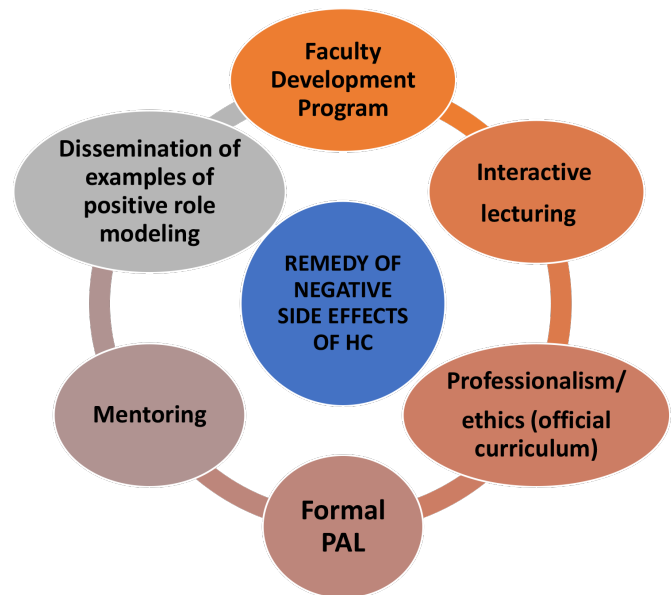 Faculty
Development
Program
Interactive
lecturing
Professionalism/
ethics (official
curriculum)
Formal
PAL
Mentoring
Dissemination of
examples of
positive role
modeling
REMEDY OF
NEGATIVE
SIDE EFFECTS
OF HC